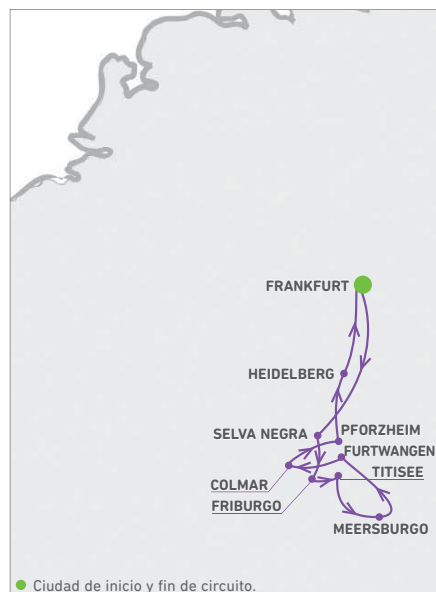 FRANKFURT
HEIDELBERG
SELVA NEGRA
PFORZHEIM
FURTWANGEN
TITISEE
COLMAR
FRIBURGO
MEERSBURGO
Ciudad de inicio y fin de circuito.